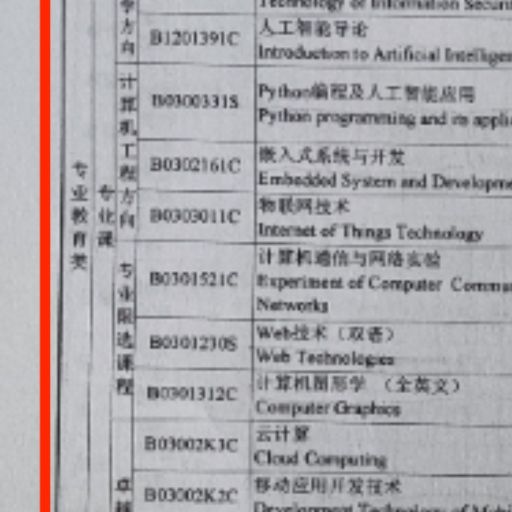 Technology of Information Securi
方向
B1201391C
人工智能导论
Introduction to Artificial Intelligen
计算机工程方向
B0300331S
Python编程及人工智能应用
Python programming and its appli
B0302161C
嵌入式系统与开发
Embedded System and Developme
B0303011C
物联网技术
Internet of Things Technology
专业教育类
专业课
专业限选课程
B0301521C
计算机通信与网络实验
Experiment of Computer Commu
Networks
B0301230S
Web技术（双语）
Web Technologies
B0301312C
计算机图形学 （全英文）
Computer Graphics
B03002K3C
云计算
Cloud Computing
卓
B03002K2C
移动应用开发技术
Development Technology of Mobi